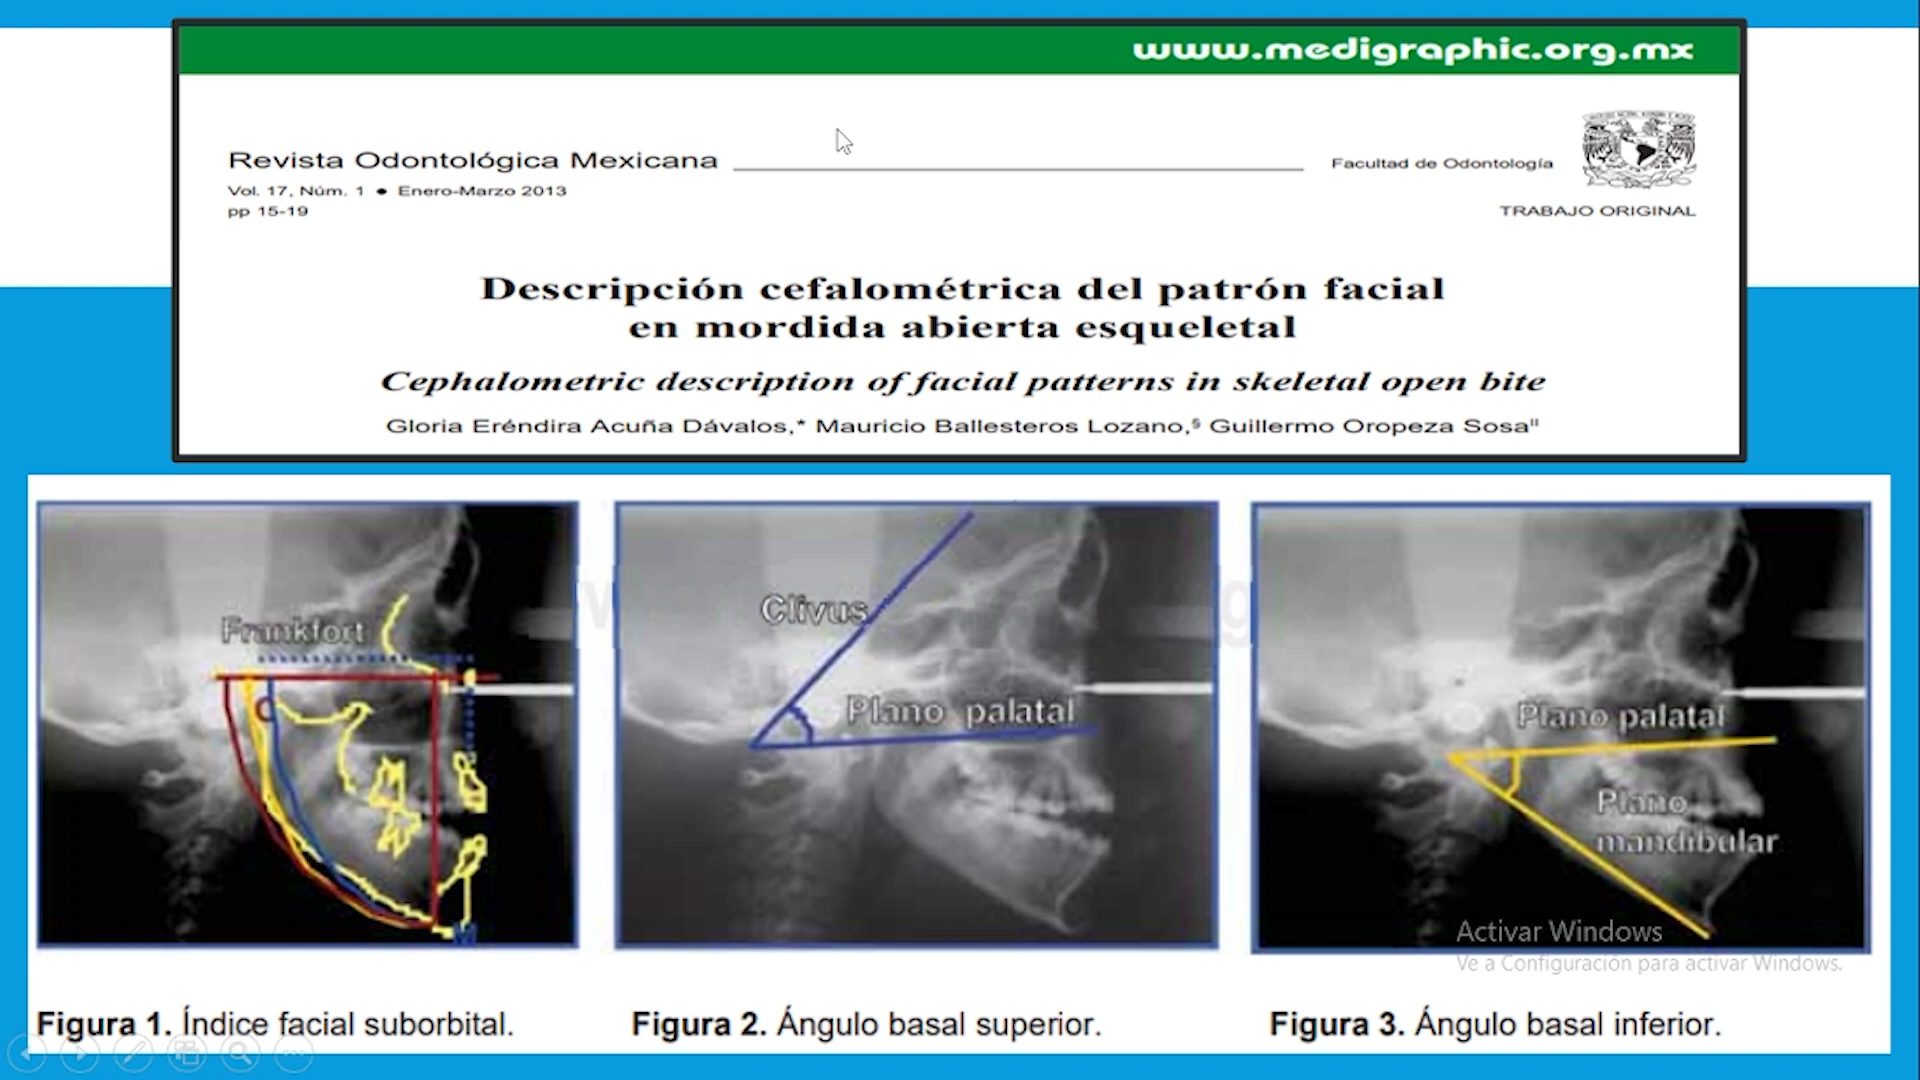 www.medigraphic.org.mx
Revista Odontológica Mexicana
Facultad de Odontología
Vol. 17, Núm. 1 • Enero-Marzo 2013
pp 15-19
TRABAJO ORIGINAL
Descripción cefalométrica del patrón facial
en mordida abierta esqueletal
Cephalometric description of facial patterns in skeletal open bite
Gloria Eréndira Acuña Dávalos,* Mauricio Ballesteros Lozano,§ Guillermo Oropeza Sosa||
Frankfort
Clivus
Plano palatal
Plano palatal
Plano
mandibular
Activar Windows
Ve a Configuración para activar Windows.
Figura 1. Índice facial suborbital.
Figura 2. Ángulo basal superior.
Figura 3. Ángulo basal inferior.